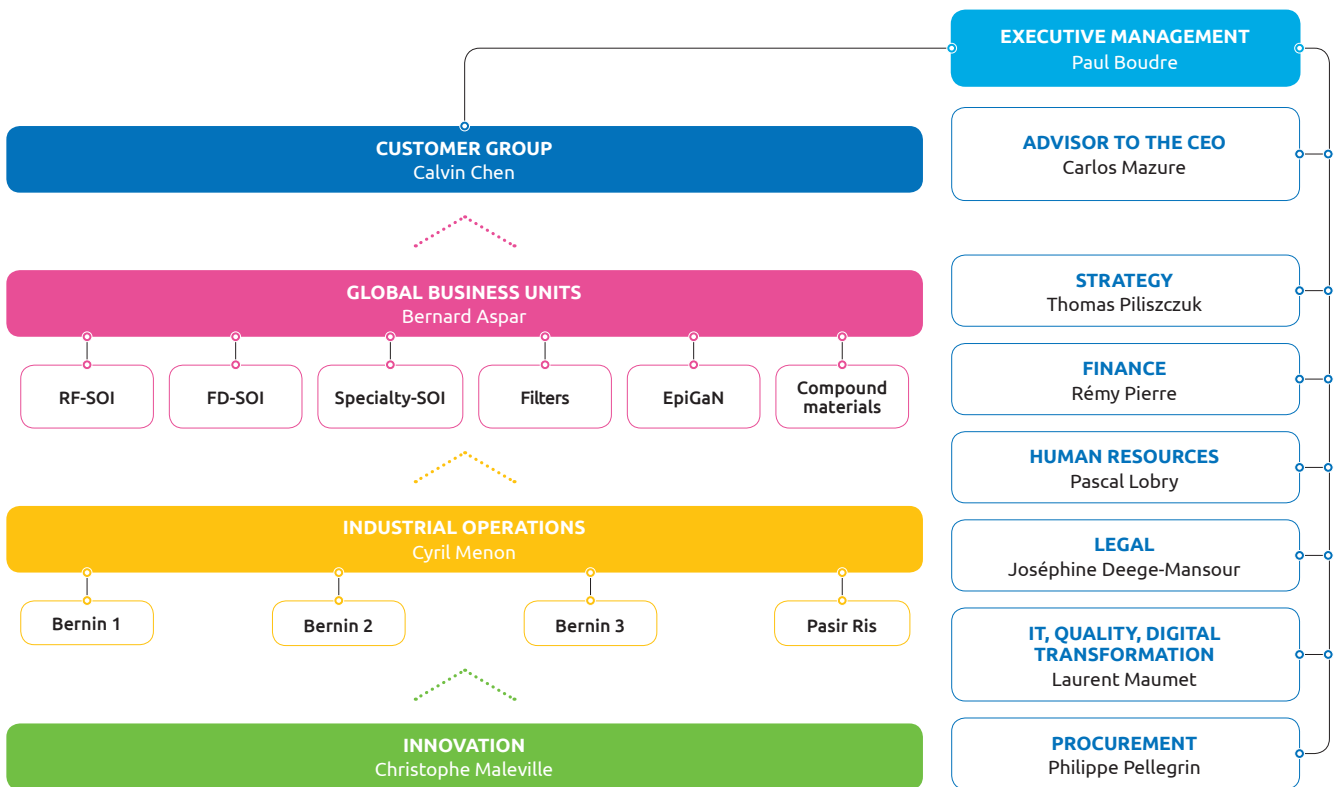 EXECUTIVE MANAGEMENT
Paul Boudre
CUSTOMER GROUP
Calvin Chen
GLOBAL BUSINESS UNITS
Bernard Aspar
RF-SOI
FD-SOI
Specialty-SOI
Filters
EpiGaN
Compound
materials
INDUSTRIAL OPERATIONS
Cyril Menon
Bernin 1
Bernin 2
Bernin 3
Pasir Ris
INNOVATION
Christophe Maleville
ADVISOR TO THE CEO
Carlos Mazure
STRATEGY
Thomas Piliszczuk
FINANCE
Rémy Pierre
HUMAN RESOURCES
Pascal Lobry
LEGAL
Joséphine Deege-Mansour
IT, QUALITY, DIGITAL
TRANSFORMATION
Laurent Maumet
PROCUREMENT
Philippe Pellegrin